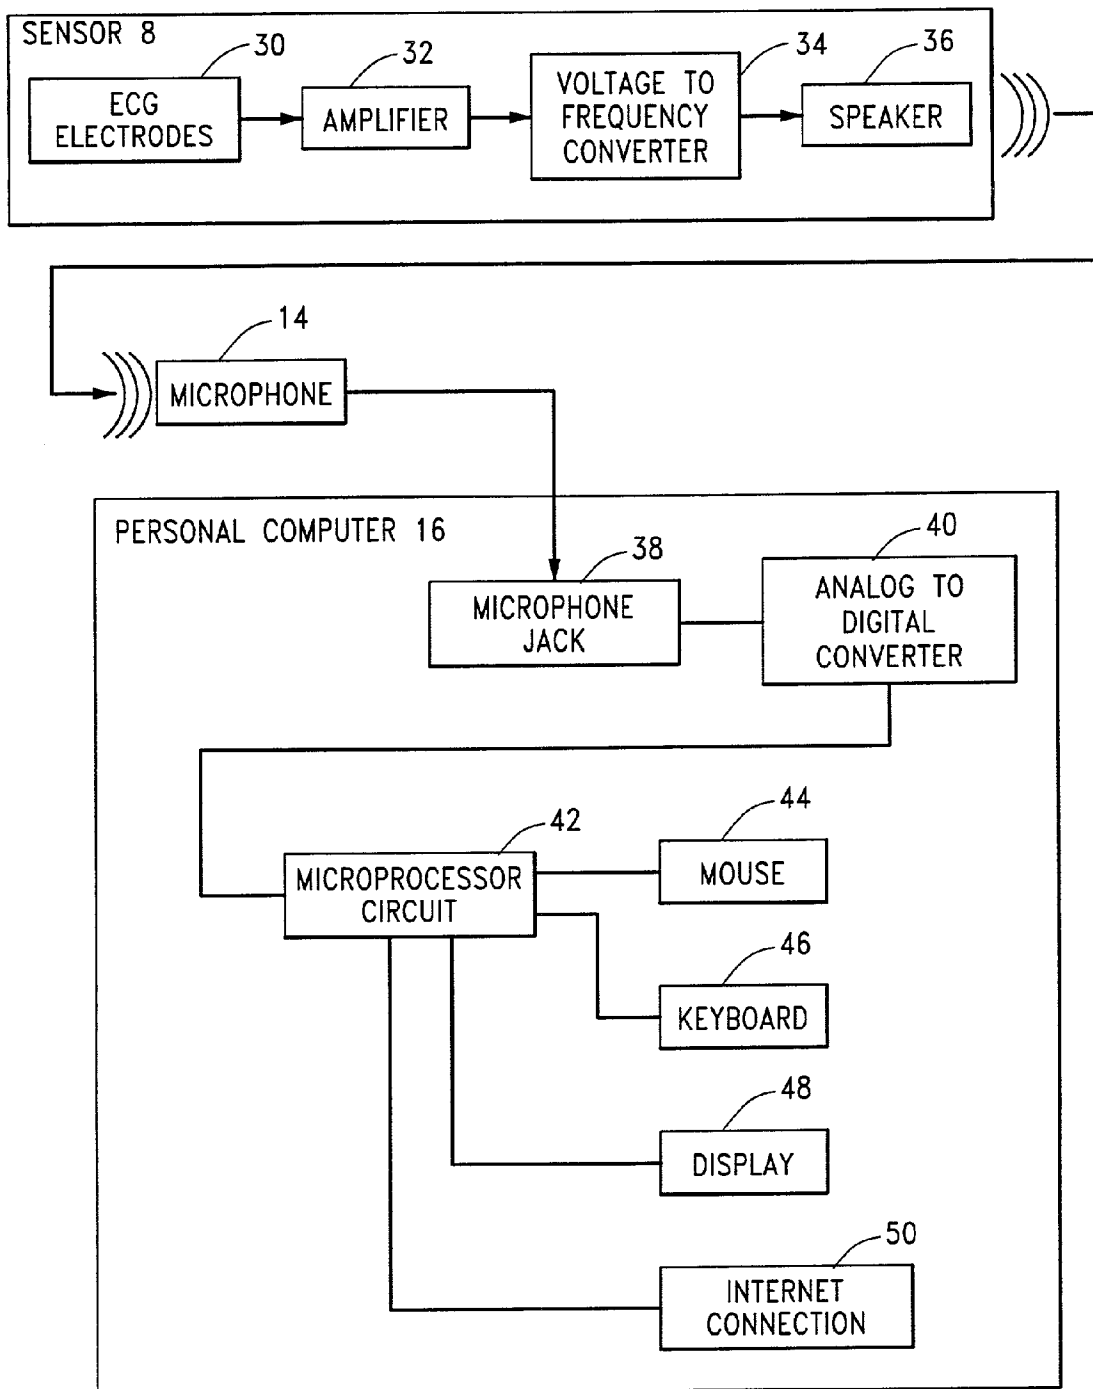 SENSOR 8
30
32
34
36
ECG
ELECTRODES
AMPLIFIER
VOLTAGE TO
FREQUENCY
CONVERTER
SPEAKER
14
MICROPHONE
PERSONAL COMPUTER 16
38
40
MICROPHONE
JACK
ANALOG TO
DIGITAL
CONVERTER
42
44
MICROPROCESSOR
CIRCUIT
MOUSE
46
KEYBOARD
48
DISPLAY
50
INTERNET
CONNECTION